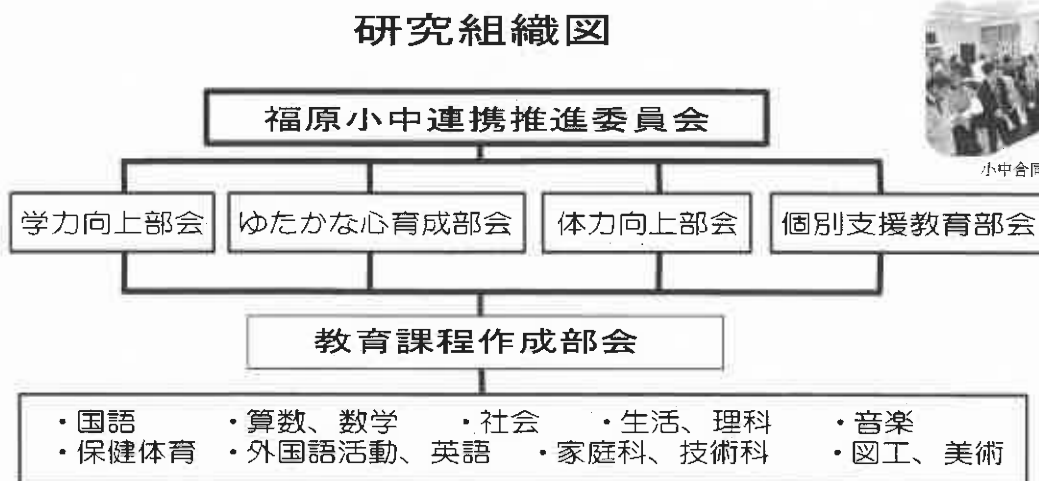 研究組織図
福原小中連携推進委員会
小中合同
学力向上部会
ゆたかな心育成部会
体力向上部会
個別支援教育部会
教育課程作成部会
・国語 ・算数、数学 ・社会 ・生活、理科 ・音楽
・保健体育 ・外国語活動、英語 ・家庭科、技術科 ・図工、美術